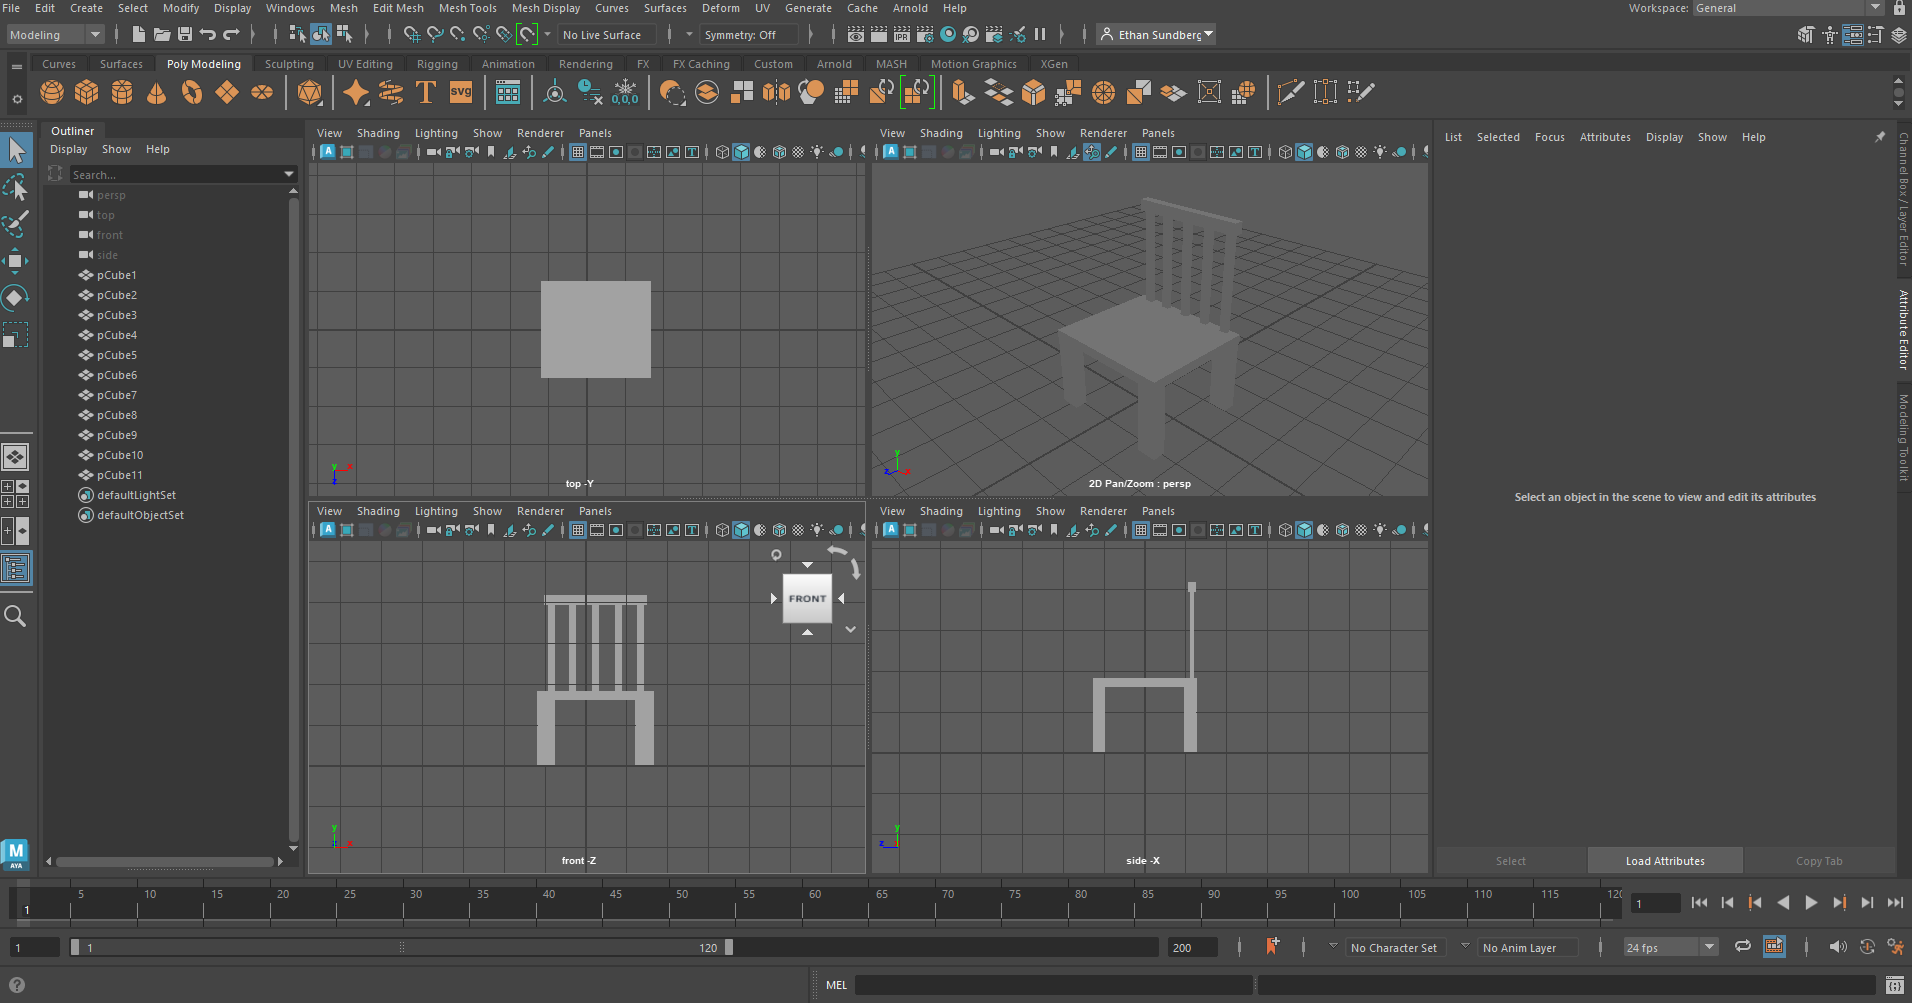 File Edit Create Select Modify Display Windows Mesh Edit Mesh Mesh Tools Mesh Display Curves Surfaces Deform UV Generate Cache Arnold Help Workspace: General
Modeling No Live Surface Symmetry: Off Ethan Sundberg
Curves Surfaces Poly Modeling Sculpting UV Editing Rigging Animation Rendering FX FX Caching Custom Arnold MASH Motion Graphics XGen
IPR
T svg 0,0,0
Outliner
Display Show Help
Search...
persp
top
front
side
pCube1
pCube2
pCube3
pCube4
pCube5
pCube6
pCube7
pCube8
pCube9
pCube10
pCube11
defaultLightSet
defaultObjectSet
M
AYA
View Shading Lighting Show Renderer Panels
y x z
top -Y
View Shading Lighting Show Renderer Panels
y z x
2D Pan/Zoom : persp
View Shading Lighting Show Renderer Panels
FRONT
y x
front -Z
View Shading Lighting Show Renderer Panels
y z
side -X
List Selected Focus Attributes Display Show Help
Select an object in the scene to view and edit its attributes
Select Load Attributes Copy Tab
Channel Box / Layer Editor
Attribute Editor
Modeling Toolkit
5 10 15 20 25 30 35 40 45 50 55 60 65 70 75 80 85 90 95 100 105 110 115 120
1 1
1 1 120 200 No Character Set No Anim Layer 24 fps
MEL